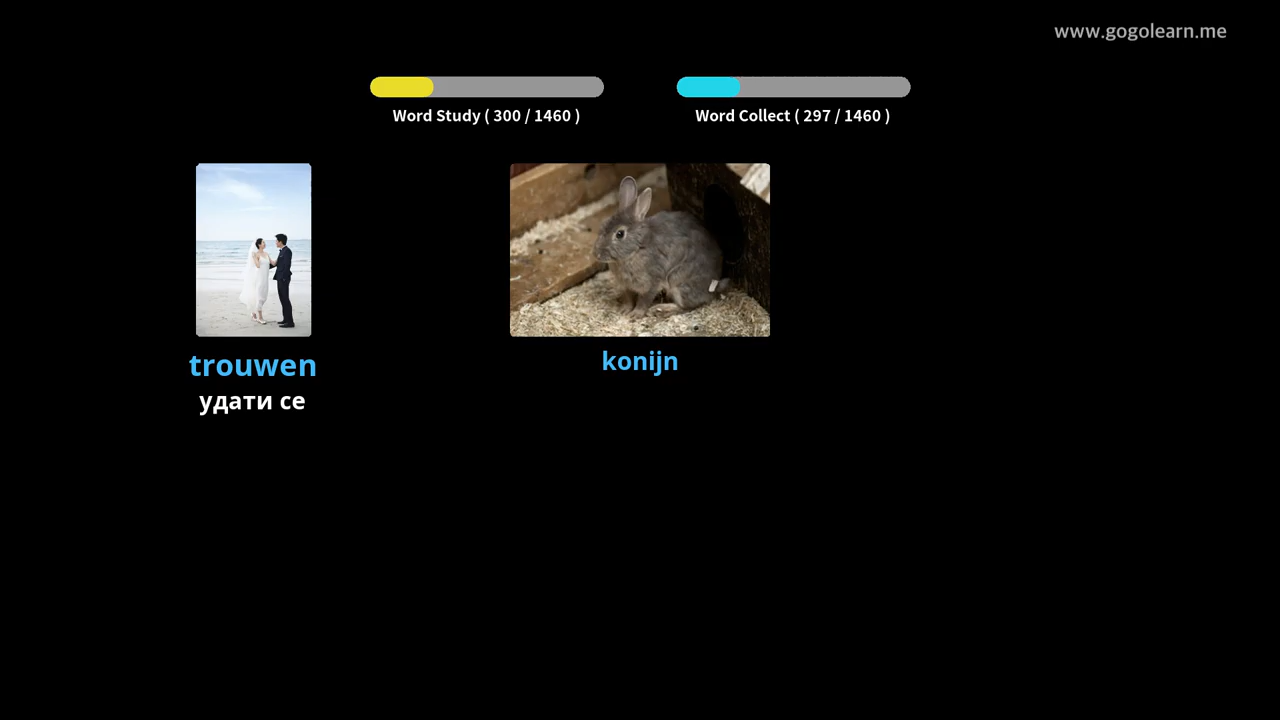 www.gogolearn.me
Word Study ( 300 / 1460 )
Word Collect ( 297 / 1460 )
trouwen
удати се
konijn